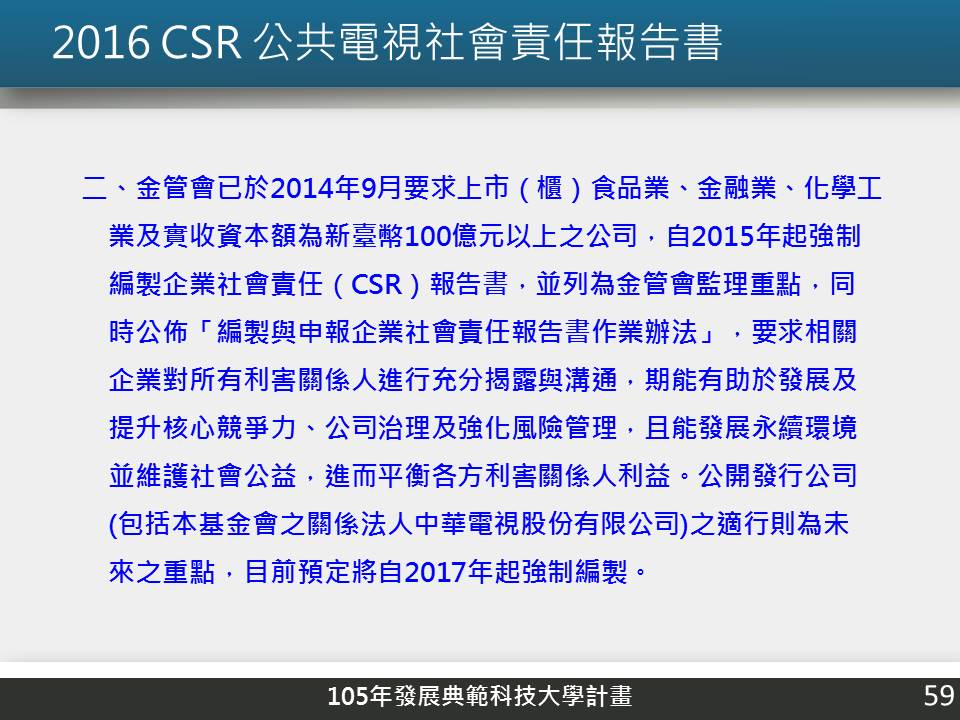 2016 CSR 公共電視社會責任報告書
二、金管會已於2014年9月要求上市（櫃）食品業、金融業、化學工
業及實收資本額為新臺幣100億元以上之公司，自2015年起強制
編製企業社會責任（CSR）報告書，並列為金管會監理重點，同
時公佈「編製與申報企業社會責任報告書作業辦法」，要求相關
企業對所有利害關係人進行充分揭露與溝通，期能有助於發展及
提升核心競爭力、公司治理及強化風險管理，且能發展永續環境
並維護社會公益，進而平衡各方利害關係人利益。公開發行公司
(包括本基金會之關係法人中華電視股份有限公司)之適行則為未
來之重點，目前預定將自2017年起強制編製。
105年發展典範科技大學計畫
59